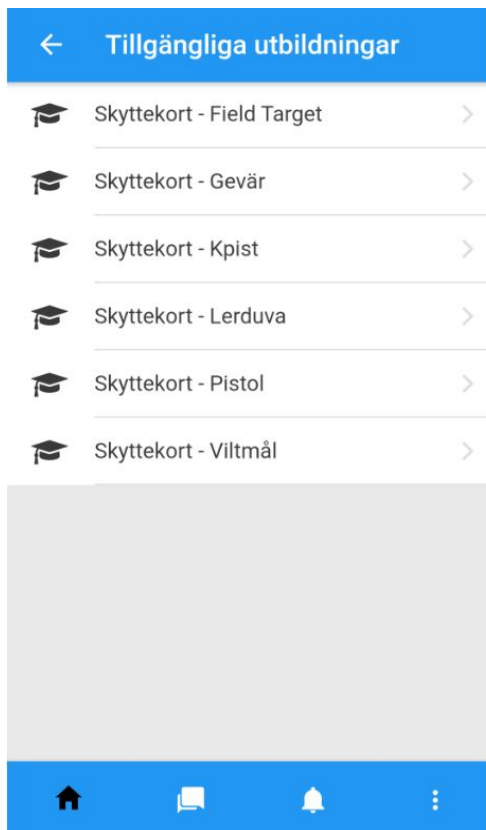 Tillgängliga utbildningar
Skyttekort - Field Target
Skyttekort - Gevär
Skyttekort - Kpist
Skyttekort - Lerduva
Skyttekort - Pistol
Skyttekort - Viltmål